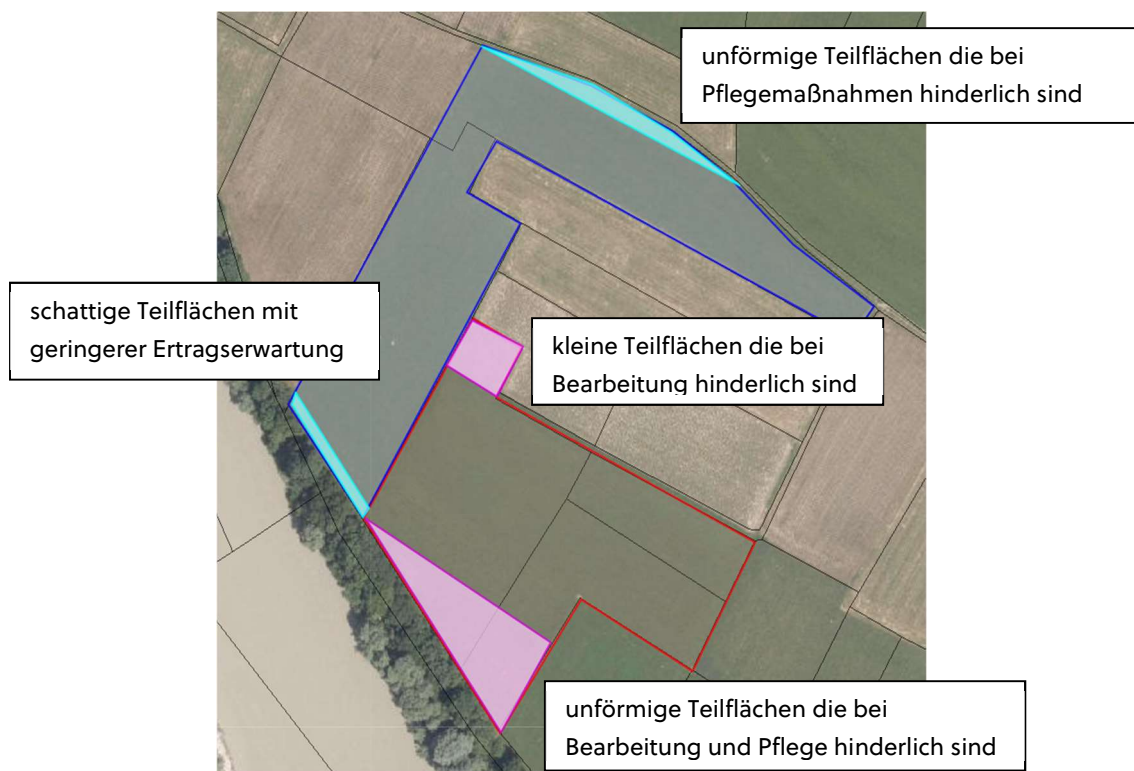 unförmige Teilflächen die bei
Pflegemaßnahmen hinderlich sind
schattige Teilflächen mit
geringerer Ertragserwartung
kleine Teilflächen die bei
Bearbeitung hinderlich sind
unförmige Teilflächen die bei
Bearbeitung und Pflege hinderlich sind